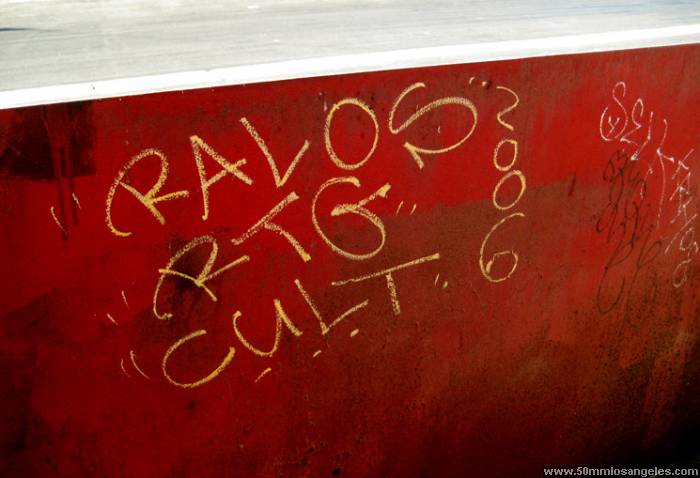 "RALOS
RTG"
"CULT."
2006
www.50mmlosangeles.com